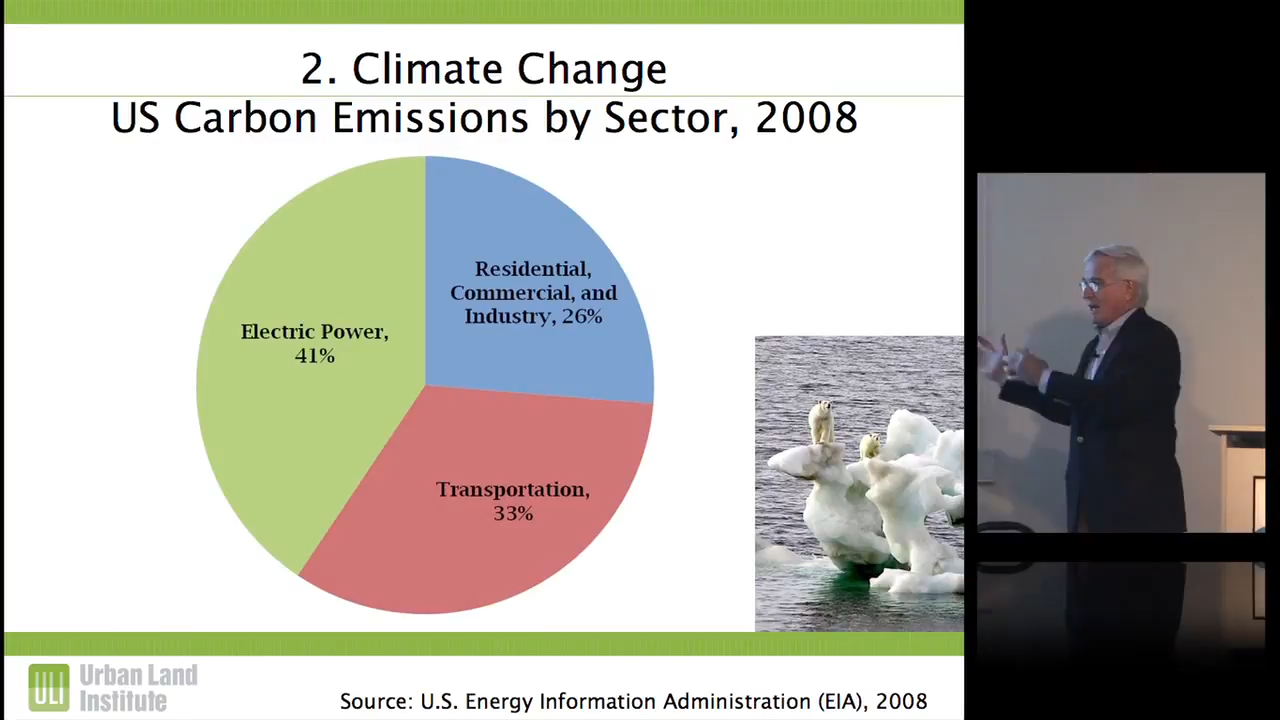 2. Climate Change
US Carbon Emissions by Sector, 2008
Residential,
Commercial, and
Industry, 26%
Electric Power,
41%
Transportation,
33%
ULI
Urban Land
Institute
Source: U.S. Energy Information Administration (EIA), 2008